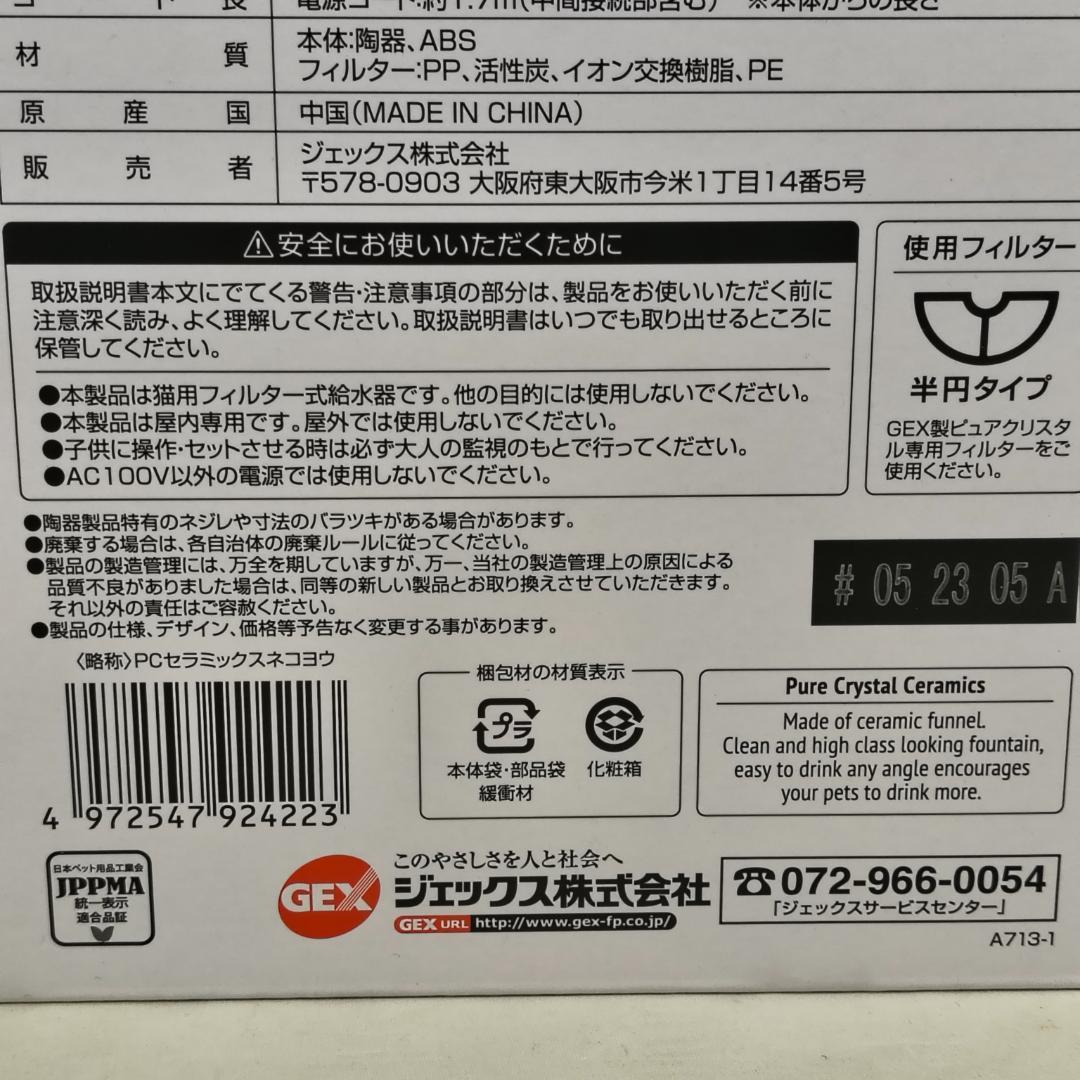 コード長 電源コード:約1.7m(中間接続部含む) ※本体からの長さ
材質 本体:陶器、ABS
フィルター:PP、活性炭、イオン交換樹脂、PE
原産国 中国(MADE IN CHINA)
販売者 ジェックス株式会社
〒578-0903 大阪府東大阪市今米1丁目14番5号
⚠安全にお使いいただくために
取扱説明書本文にでてくる警告・注意事項の部分は、製品をお使いいただく前に
注意深く読み、よく理解してください。取扱説明書はいつでも取り出せるところに
保管してください。
●本製品は猫用フィルター式給水器です。他の目的には使用しないでください。
●本製品は屋内専用です。屋外では使用しないでください。
●子供に操作・セットさせる時は必ず大人の監視のもとで行ってください。
●AC100V以外の電源では使用しないでください。
使用フィルター
半円タイプ
GEX製ピュアクリスタ
ル専用フィルターをご
使用ください。
●陶器製品特有のネジレや寸法のバラツキがある場合があります。
●廃棄する場合は、各自治体の廃棄ルールに従ってください。
●製品の製造管理には、万全を期していますが、万一、当社の製造管理上の原因による
品質不良がありました場合は、同等の新しい製品とお取り換えさせていただきます。
それ以外の責任はご容赦ください。
●製品の仕様、デザイン、価格等予告なく変更する事があります。
# 05 23 05 A
〈略称〉PCセラミックスネコヨウ
4 972547 924223
梱包材の材質表示
プラ
本体袋・部品袋
緩衝材
化粧箱
Pure Crystal Ceramics
Made of ceramic funnel.
Clean and high class looking fountain,
easy to drink any angle encourages
your pets to drink more.
日本ペット用品工業会
JPPMA
統一表示
適合品証
GEX
このやさしさを人と社会へ
ジェックス株式会社
GEX URL http://www.gex-fp.co.jp/
☎072-966-0054
「ジェックスサービスセンター」
A713-1